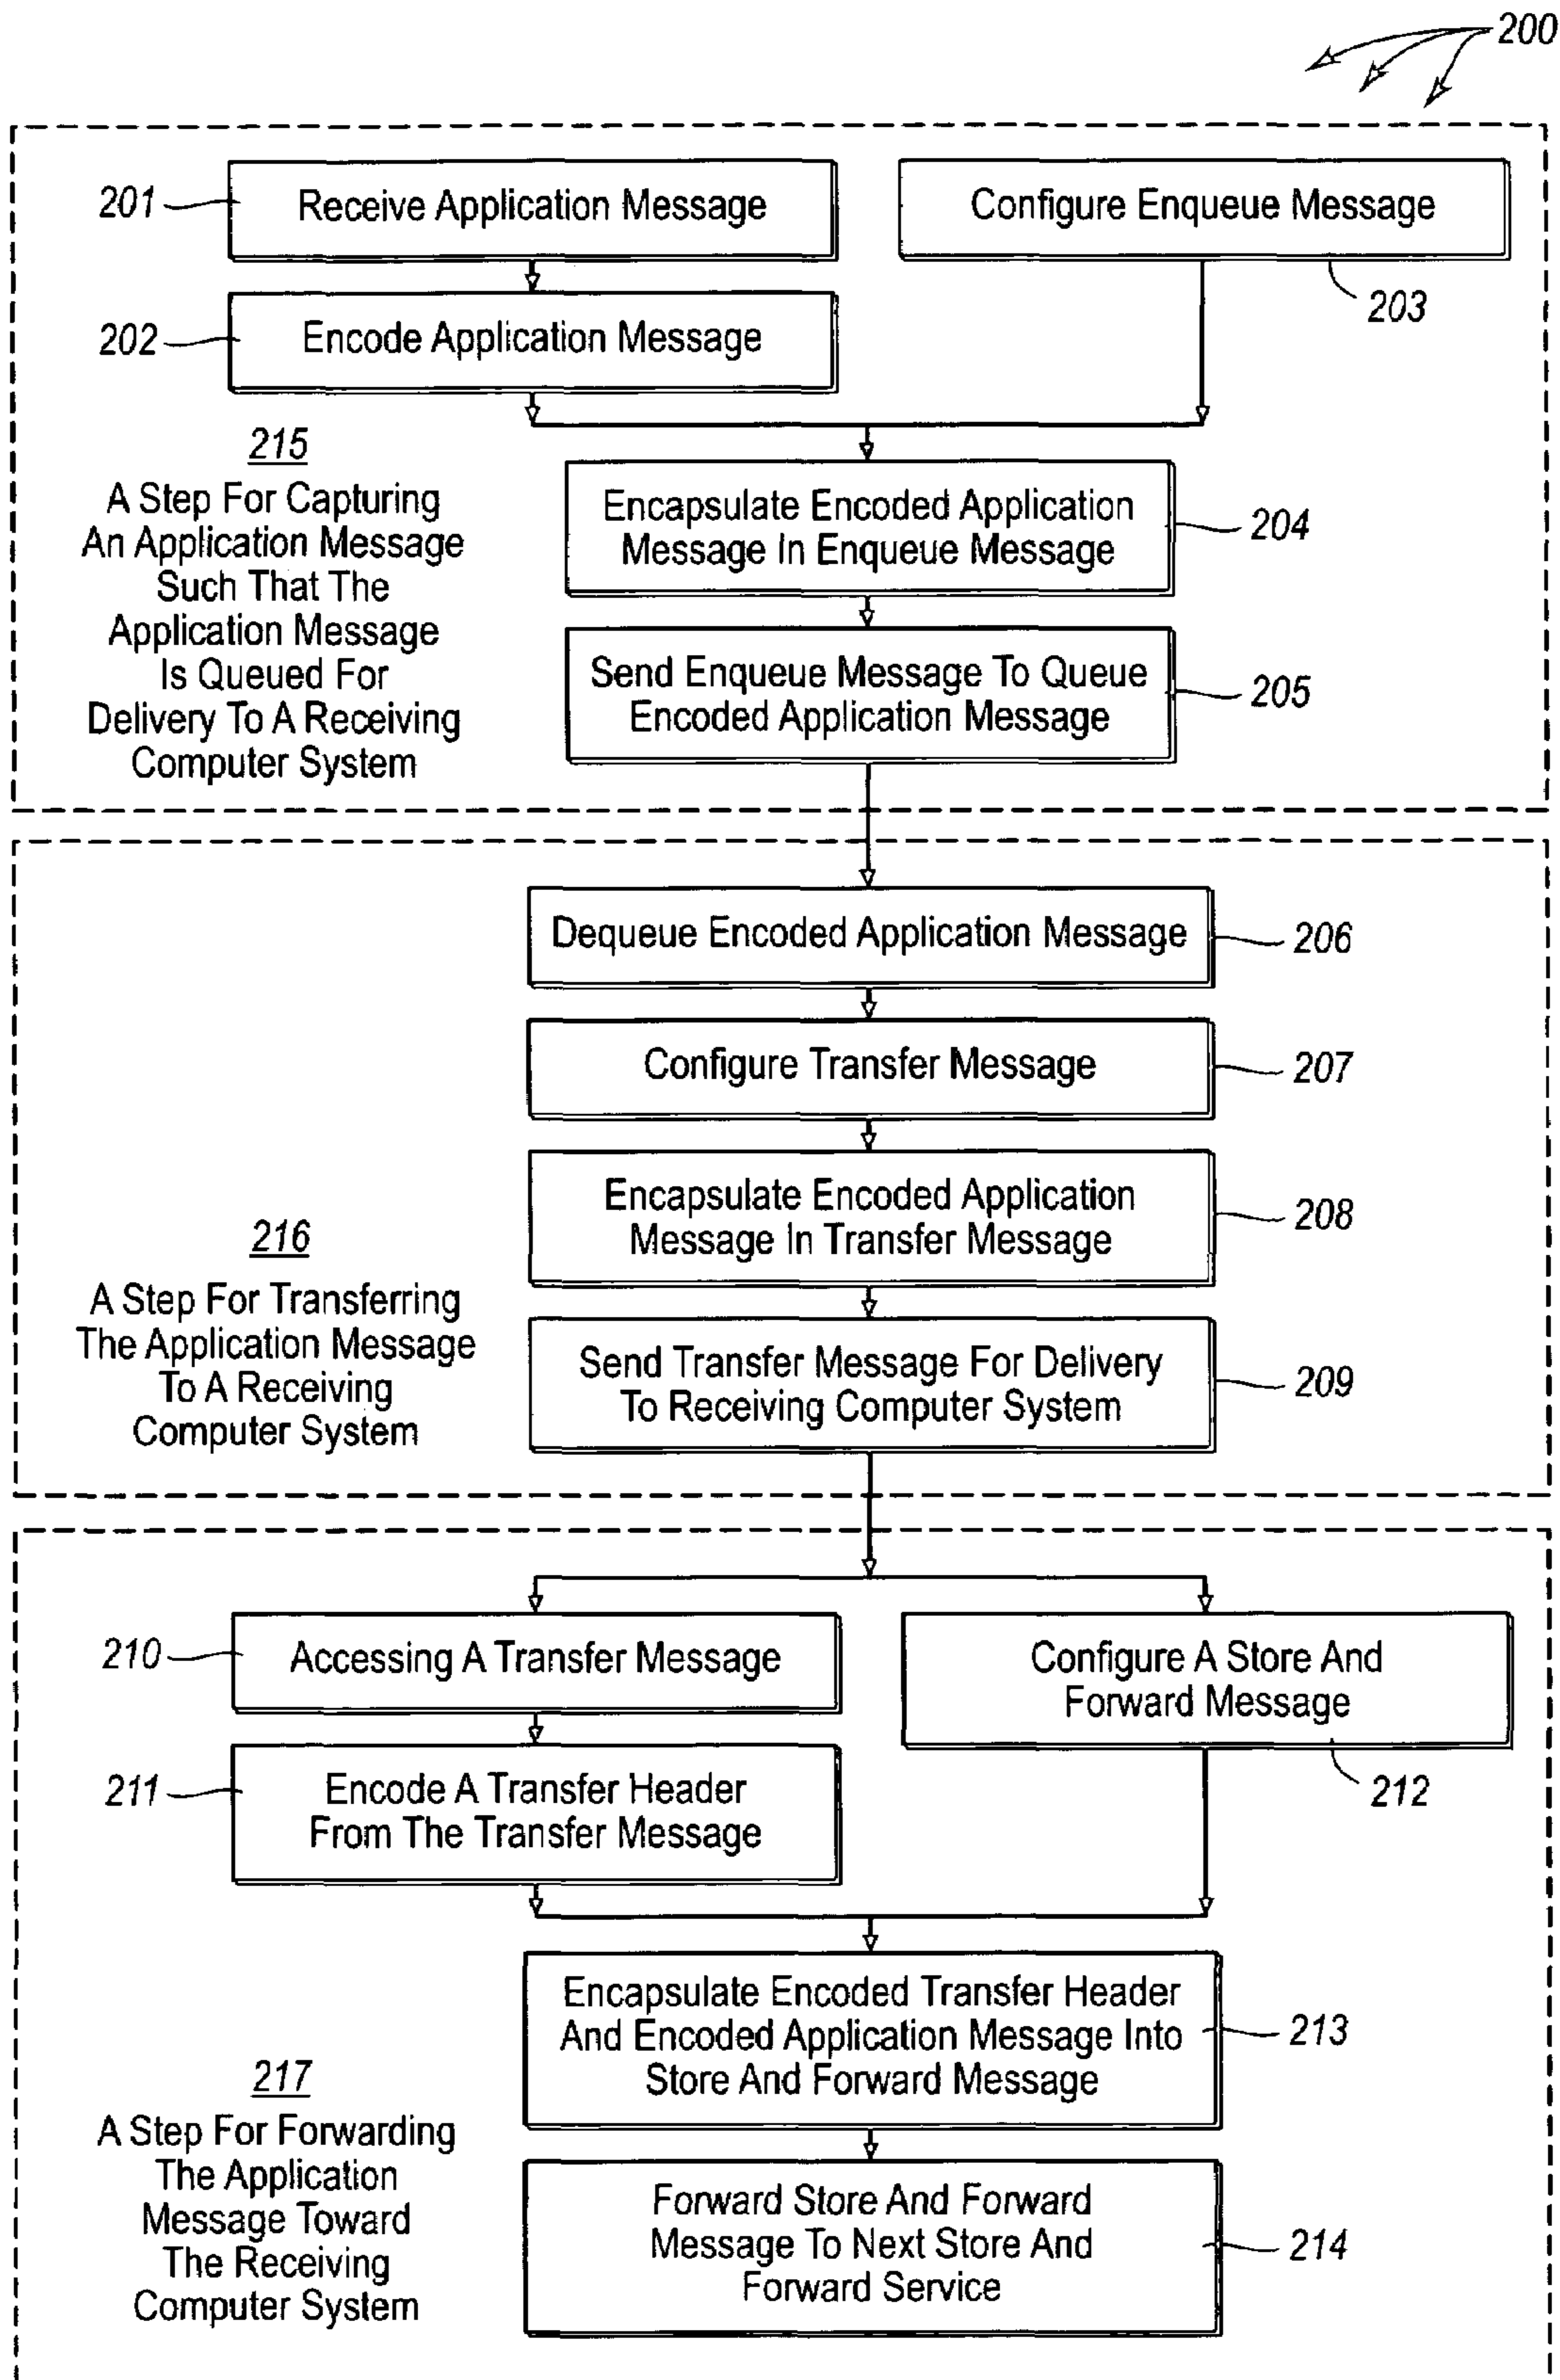 200
201
Receive Application Message
Configure Enqueue Message
203
202
Encode Application Message
215
A Step For Capturing
An Application Message
Such That The
Application Message
Is Queued For
Delivery To A Receiving
Computer System
Encapsulate Encoded Application
Message In Enqueue Message
204
Send Enqueue Message To Queue
Encoded Application Message
205
Dequeue Encoded Application Message
206
Configure Transfer Message
207
Encapsulate Encoded Application
Message In Transfer Message
208
216
A Step For Transferring
The Application Message
To A Receiving
Computer System
Send Transfer Message For Delivery
To Receiving Computer System
209
210
Accessing A Transfer Message
Configure A Store And
Forward Message
212
211
Encode A Transfer Header
From The Transfer Message
Encapsulate Encoded Transfer Header
And Encoded Application Message Into
Store And Forward Message
213
217
A Step For Forwarding
The Application
Message Toward
The Receiving
Computer System
Forward Store And Forward
Message To Next Store And
Forward Service
214